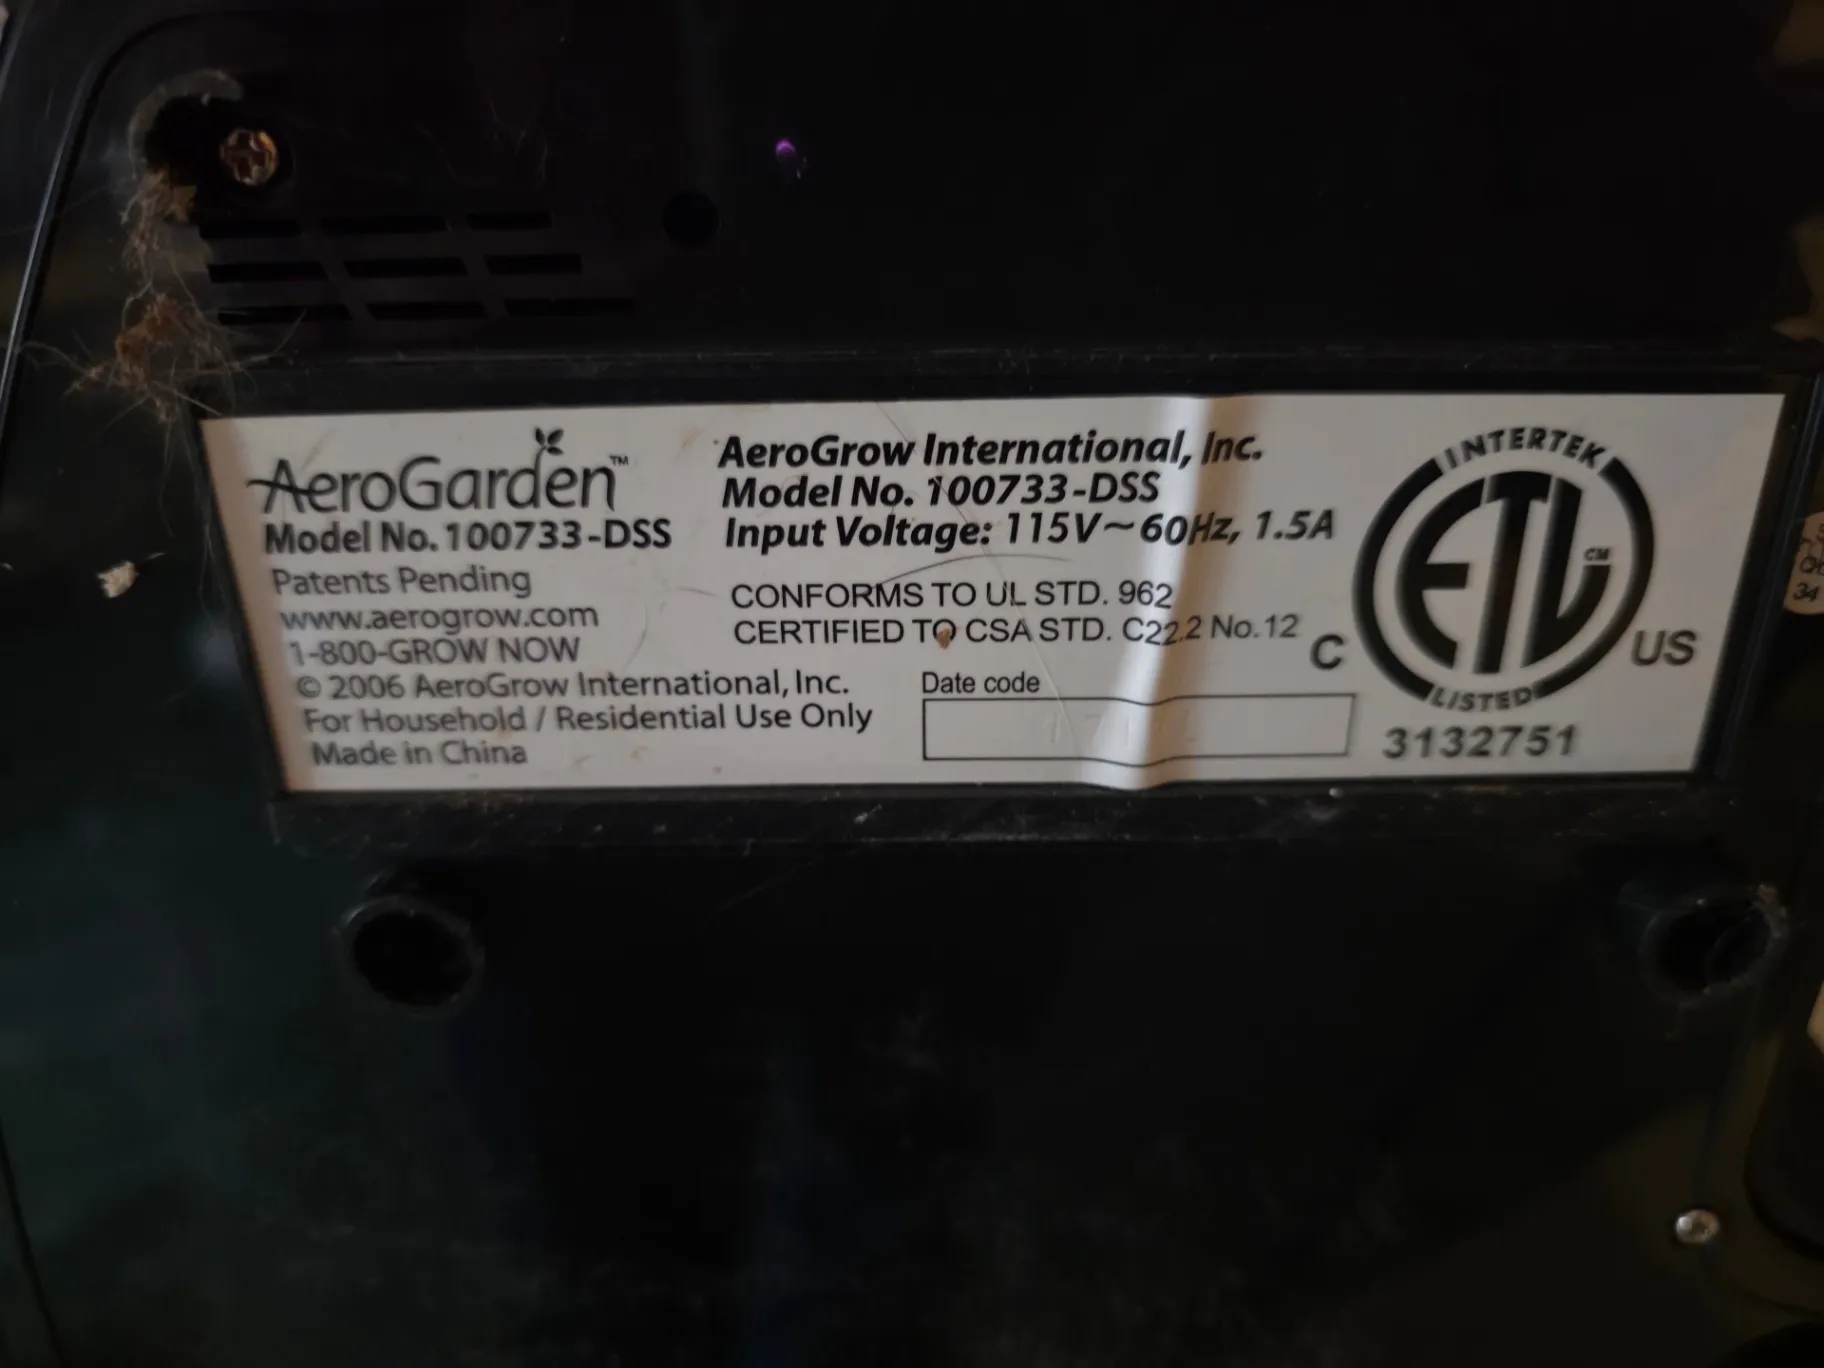 AeroGarden™
Model No. 100733-DSS
Patents Pending
www.aerogrow.com
1-800-GROW NOW
© 2006 AeroGrow International, Inc.
For Household / Residential Use Only
Made in China
AeroGrow International, Inc.
Model No. 100733-DSS
Input Voltage: 115V~60Hz, 1.5A
CONFORMS TO UL STD. 962
CERTIFIED TO CSA STD. C22.2 No.12
Date code
INTERTEK
ETL CM
C US
LISTED
3132751
34